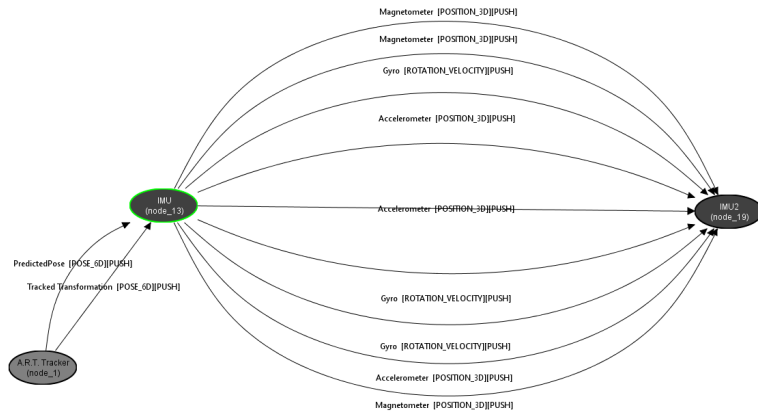 Magnetometer [POSITION_3D][PUSH]
Magnetometer [POSITION_3D][PUSH]
Gyro [ROTATION_VELOCITY][PUSH]
Accelerometer [POSITION_3D][PUSH]
IMU
(node_13)
Accelerometer [POSITION_3D][PUSH]
IMU2
(node_19)
PredictedPose [POSE_6D][PUSH]
Tracked Transformation [POSE_6D][PUSH]
Gyro [ROTATION_VELOCITY][PUSH]
Gyro [ROTATION_VELOCITY][PUSH]
A.R.T. Tracker
(node_1)
Accelerometer [POSITION_3D][PUSH]
Magnetometer [POSITION_3D][PUSH]